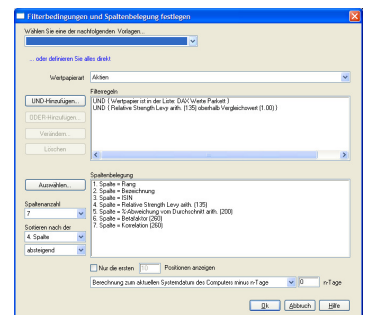 Filterbedingungen und Spaltenbelegung festlegen
Wählen Sie eine der nachfolgenden Vorlagen...
... oder definieren Sie alles direkt
Wertpapierart
Aktien
Filterregeln
UND-Hinzufügen...
ODER-Hinzufügen...
Verändern...
Löschen
UND ( Wertpapier ist in der Liste: DAX Werte Parkett )
UND ( Relative Strength Levy arith. (135) oberhalb Vergleichswert (1.00) )
Spaltenbelegung
Auswählen...
1. Spalte = Rang
2. Spalte = Bezeichnung
3. Spalte = ISIN
4. Spalte = Relative Strength Levy arith. (135)
5. Spalte = %-Abweichung vom Durchschnitt arith. (200)
6. Spalte = Betafaktor (260)
7. Spalte = Korrelation (260)
Spaltenanzahl
7
Sortieren nach der
4. Spalte
absteigend
Nur die ersten 10 Positionen anzeigen
Berechnung zum aktuellen Systemdatum des Computers minus n-Tage
0 n-Tage
Ok
Abbruch
Hilfe